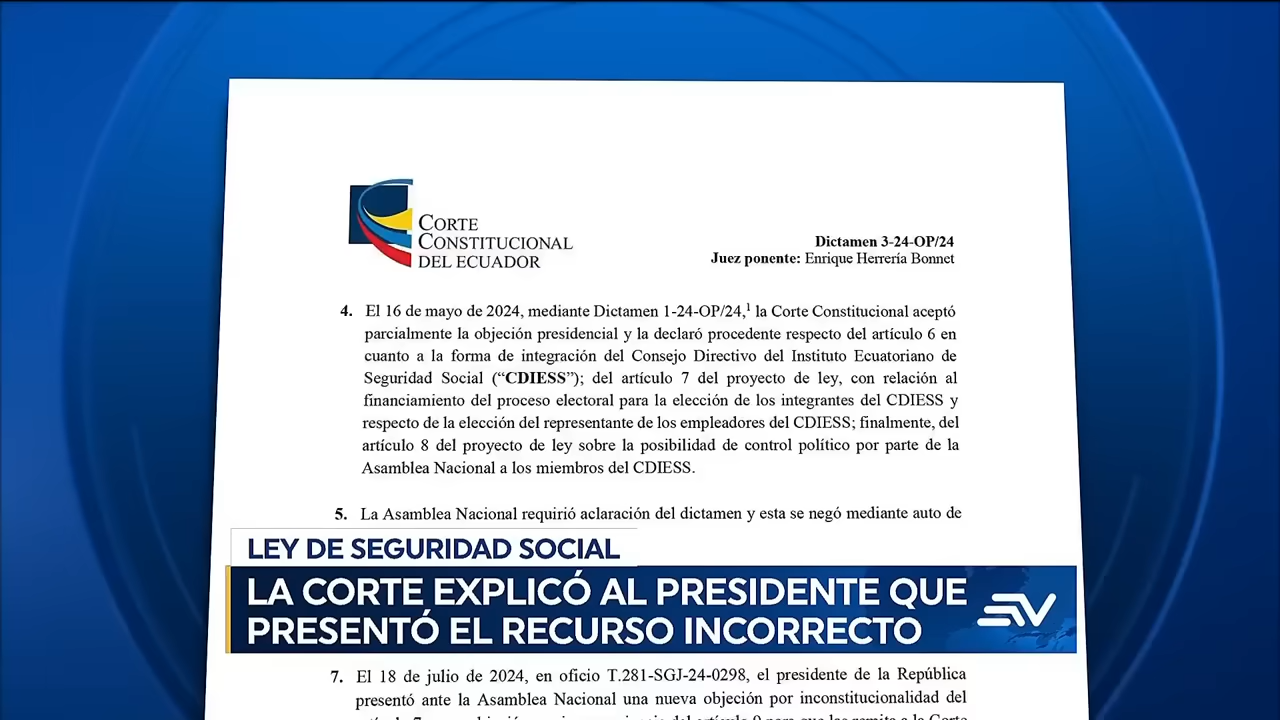 CORTE
CONSTITUCIONAL
DEL ECUADOR
Dictamen 3-24-OP/24
Juez ponente: Enrique Herrería Bonnet
4. El 16 de mayo de 2024, mediante Dictamen 1-24-OP/24,¹ la Corte Constitucional aceptó
parcialmente la objeción presidencial y la declaró procedente respecto del artículo 6 en
cuanto a la forma de integración del Consejo Directivo del Instituto Ecuatoriano de
Seguridad Social (“CDIESS”); del artículo 7 del proyecto de ley, con relación al
financiamiento del proceso electoral para la elección de los integrantes del CDIESS y
respecto de la elección del representante de los empleadores del CDIESS; finalmente, del
artículo 8 del proyecto de ley sobre la posibilidad de control político por parte de la
Asamblea Nacional a los miembros del CDIESS.
5. La Asamblea Nacional requirió aclaración del dictamen y esta se negó mediante auto de
LEY DE SEGURIDAD SOCIAL
LA CORTE EXPLICÓ AL PRESIDENTE QUE
PRESENTÓ EL RECURSO INCORRECTO
7. El 18 de julio de 2024, en oficio T.281-SGJ-24-0298, el presidente de la República
presentó ante la Asamblea Nacional una nueva objeción por inconstitucionalidad del